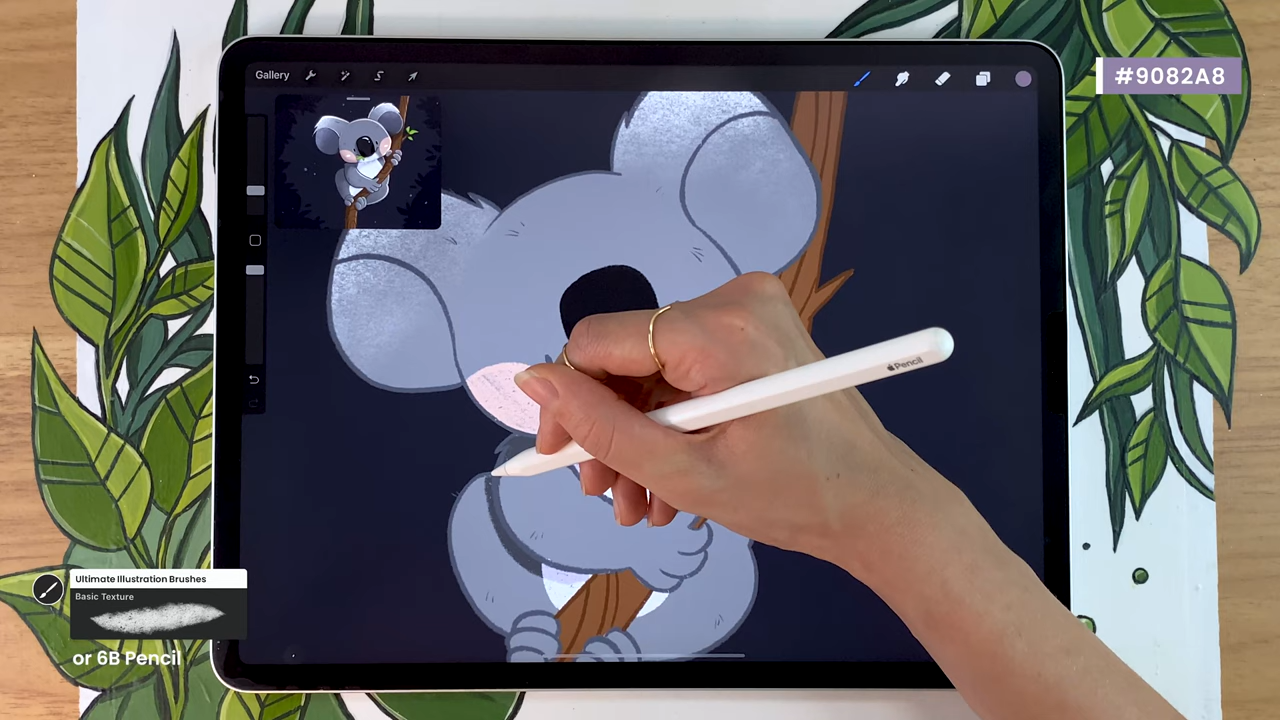 Gallery
#9082A8
Pencil
Ultimate Illustration Brushes
Basic Texture
or 6B Pencil